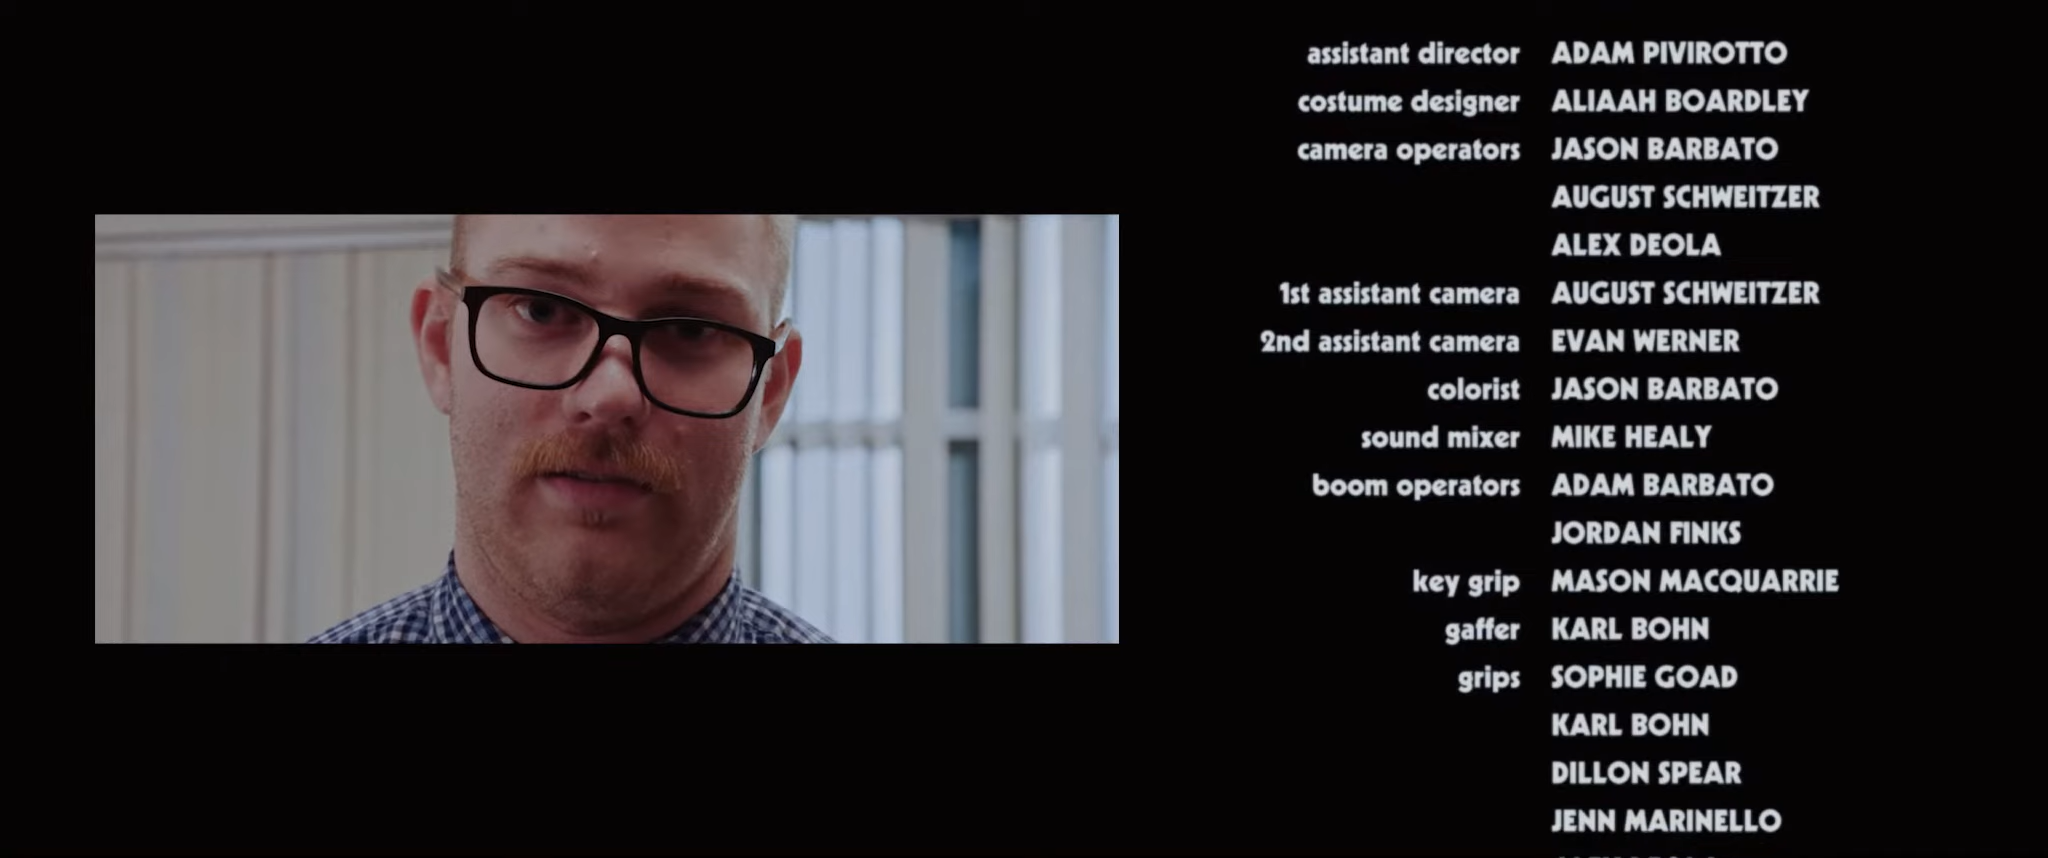 assistant director ADAM PIVIROTTO
costume designer ALIAAH BOARDLEY
camera operators JASON BARBATO
AUGUST SCHWEITZER
ALEX DEOLA
1st assistant camera AUGUST SCHWEITZER
2nd assistant camera EVAN WERNER
colorist JASON BARBATO
sound mixer MIKE HEALY
boom operators ADAM BARBATO
JORDAN FINKS
key grip MASON MACQUARRIE
gaffer KARL BOHN
grips SOPHIE GOAD
KARL BOHN
DILLON SPEAR
JENN MARINELLO